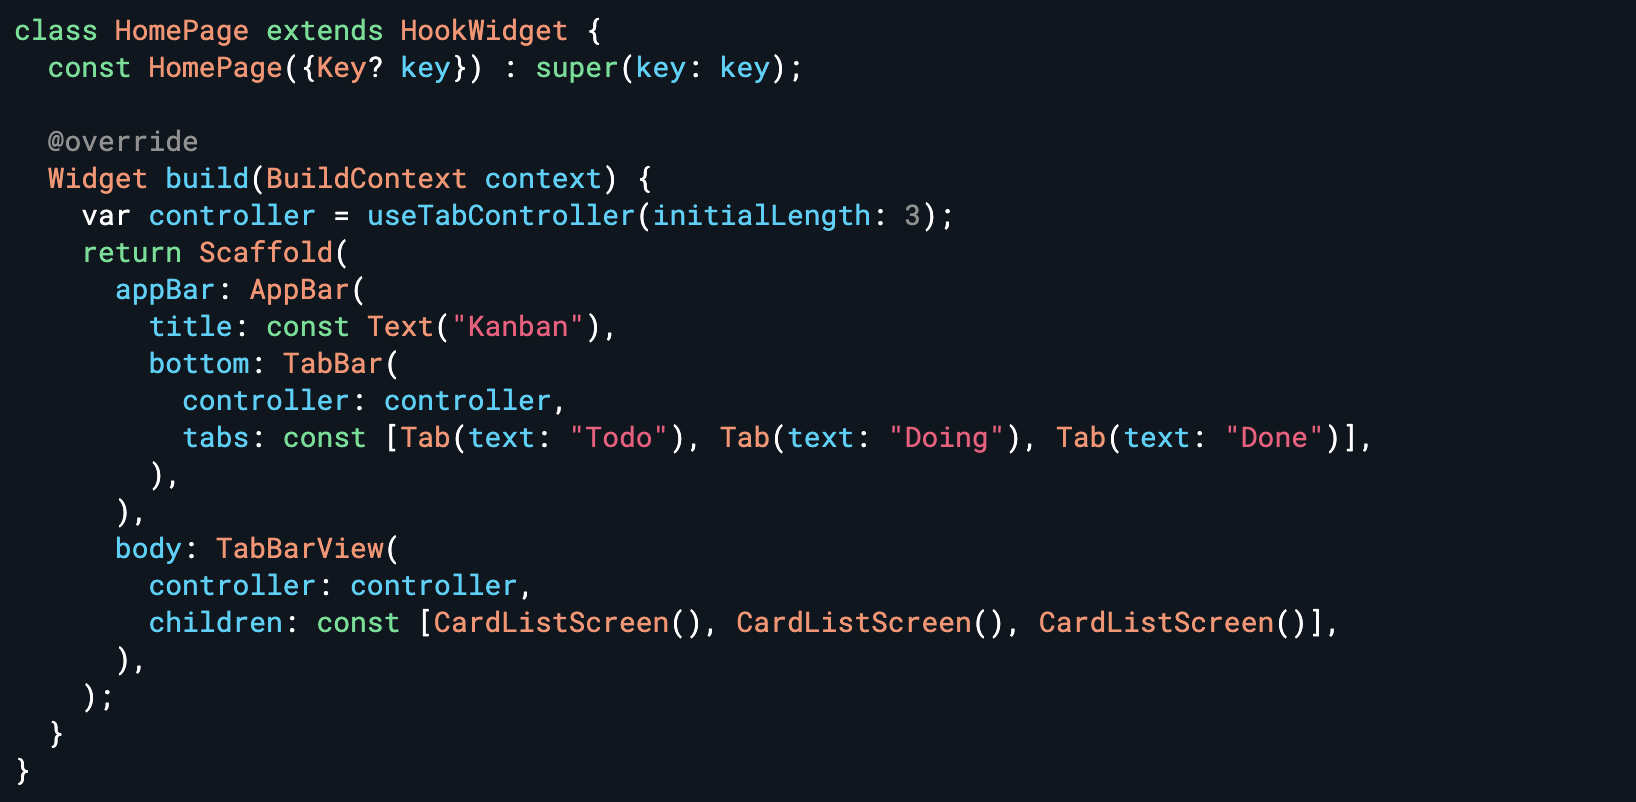 class HomePage extends HookWidget {
  const HomePage({Key? key}) : super(key: key);

  @override
  Widget build(BuildContext context) {
    var controller = useTabController(initialLength: 3);
    return Scaffold(
      appBar: AppBar(
        title: const Text("Kanban"),
        bottom: TabBar(
          controller: controller,
          tabs: const [Tab(text: "Todo"), Tab(text: "Doing"), Tab(text: "Done")],
        ),
      ),
      body: TabBarView(
        controller: controller,
        children: const [CardListScreen(), CardListScreen(), CardListScreen()],
      ),
    );
  }
}